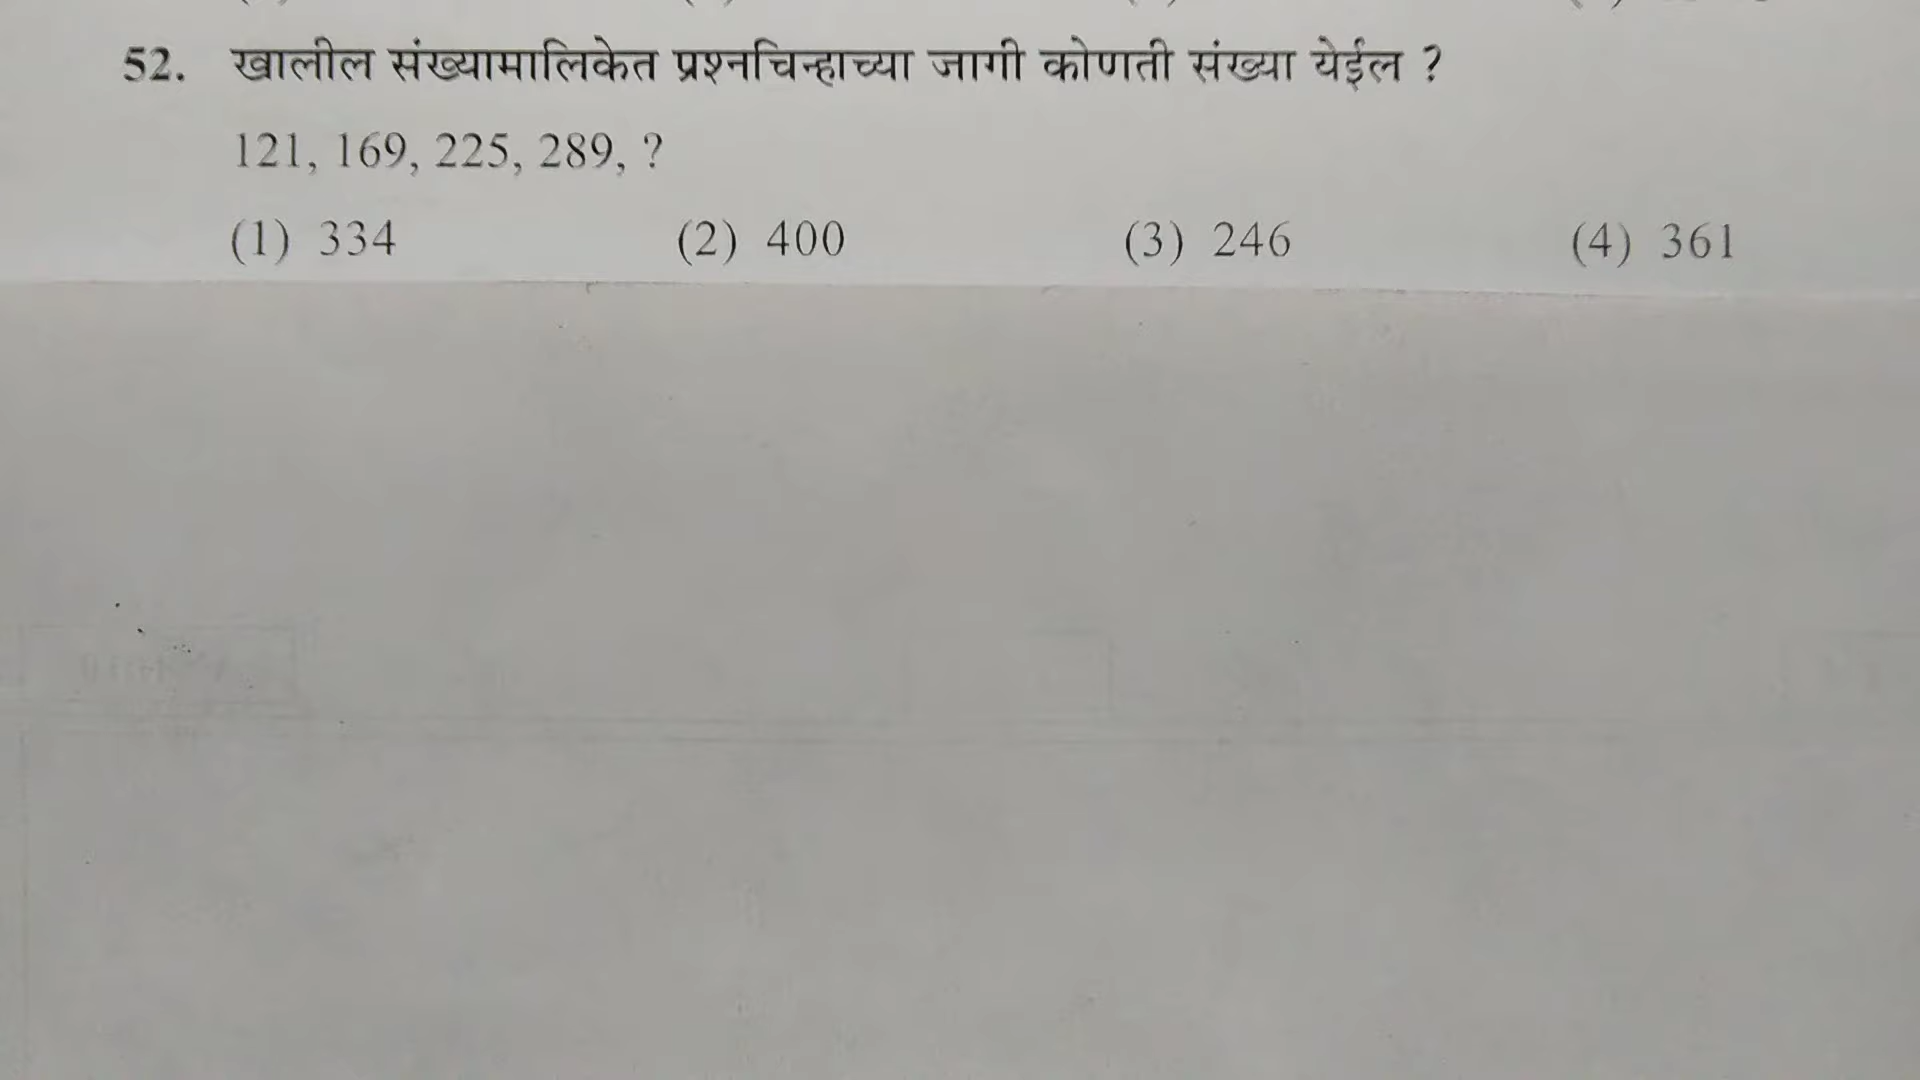 52. खालील संख्यामालिकेत प्रश्नचिन्हाच्या जागी कोणती संख्या येईल ?
121, 169, 225, 289, ?
(1) 334 (2) 400 (3) 246 (4) 361